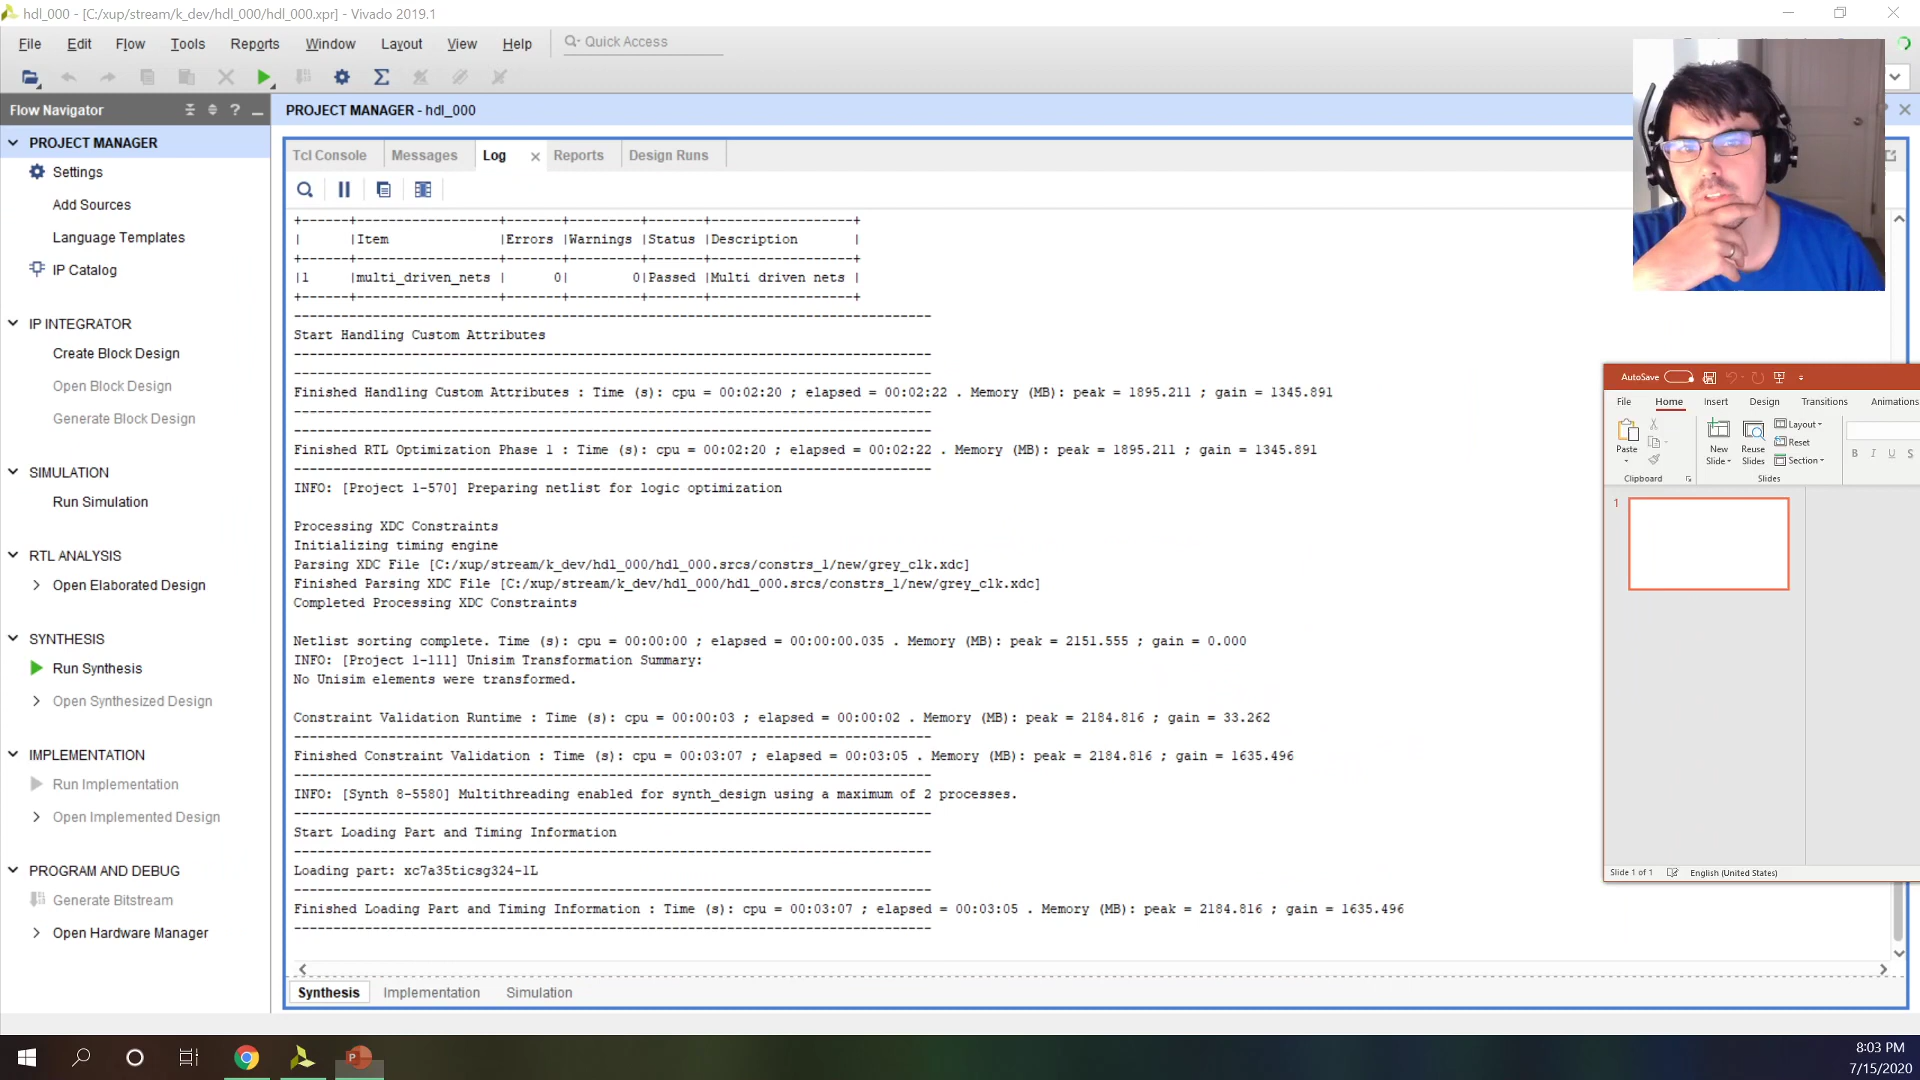 hdl_000 - [C:/xup/stream/k_dev/hdl_000/hdl_000.xpr] - Vivado 2019.1
File Edit Flow Tools Reports Window Layout View Help Quick Access
Flow Navigator
PROJECT MANAGER
Settings
Add Sources
Language Templates
IP Catalog
IP INTEGRATOR
Create Block Design
Open Block Design
Generate Block Design
SIMULATION
Run Simulation
RTL ANALYSIS
Open Elaborated Design
SYNTHESIS
Run Synthesis
Open Synthesized Design
IMPLEMENTATION
Run Implementation
Open Implemented Design
PROGRAM AND DEBUG
Generate Bitstream
Open Hardware Manager
PROJECT MANAGER - hdl_000
Tcl Console Messages Log Reports Design Runs
+------+------------------+-------+---------+-------+------------------+
|      |Item              |Errors |Warnings |Status |Description       |
+------+------------------+-------+---------+-------+------------------+
|1     |multi_driven_nets |      0|        0|Passed |Multi driven nets |
+------+------------------+-------+---------+-------+------------------+
---------------------------------------------------------------------------------
Start Handling Custom Attributes
---------------------------------------------------------------------------------
---------------------------------------------------------------------------------
Finished Handling Custom Attributes : Time (s): cpu = 00:02:20 ; elapsed = 00:02:22 . Memory (MB): peak = 1895.211 ; gain = 1345.891
---------------------------------------------------------------------------------
---------------------------------------------------------------------------------
Finished RTL Optimization Phase 1 : Time (s): cpu = 00:02:20 ; elapsed = 00:02:22 . Memory (MB): peak = 1895.211 ; gain = 1345.891
---------------------------------------------------------------------------------
INFO: [Project 1-570] Preparing netlist for logic optimization
Processing XDC Constraints
Initializing timing engine
Parsing XDC File [C:/xup/stream/k_dev/hdl_000/hdl_000.srcs/constrs_1/new/grey_clk.xdc]
Finished Parsing XDC File [C:/xup/stream/k_dev/hdl_000/hdl_000.srcs/constrs_1/new/grey_clk.xdc]
Completed Processing XDC Constraints
Netlist sorting complete. Time (s): cpu = 00:00:00 ; elapsed = 00:00:00.035 . Memory (MB): peak = 2151.555 ; gain = 0.000
INFO: [Project 1-111] Unisim Transformation Summary:
No Unisim elements were transformed.
Constraint Validation Runtime : Time (s): cpu = 00:00:03 ; elapsed = 00:00:02 . Memory (MB): peak = 2184.816 ; gain = 33.262
---------------------------------------------------------------------------------
Finished Constraint Validation : Time (s): cpu = 00:03:07 ; elapsed = 00:03:05 . Memory (MB): peak = 2184.816 ; gain = 1635.496
---------------------------------------------------------------------------------
INFO: [Synth 8-5580] Multithreading enabled for synth_design using a maximum of 2 processes.
---------------------------------------------------------------------------------
Start Loading Part and Timing Information
---------------------------------------------------------------------------------
Loading part: xc7a35ticsg324-1L
---------------------------------------------------------------------------------
Finished Loading Part and Timing Information : Time (s): cpu = 00:03:07 ; elapsed = 00:03:05 . Memory (MB): peak = 2184.816 ; gain = 1635.496
---------------------------------------------------------------------------------
Synthesis Implementation Simulation
AutoSave
File Home Insert Design Transitions Animations
Paste
New Slide
Reuse Slides
Layout
Reset
Section
B I U S
Clipboard Slides
1
Slide 1 of 1 English (United States)
8:03 PM
7/15/2020